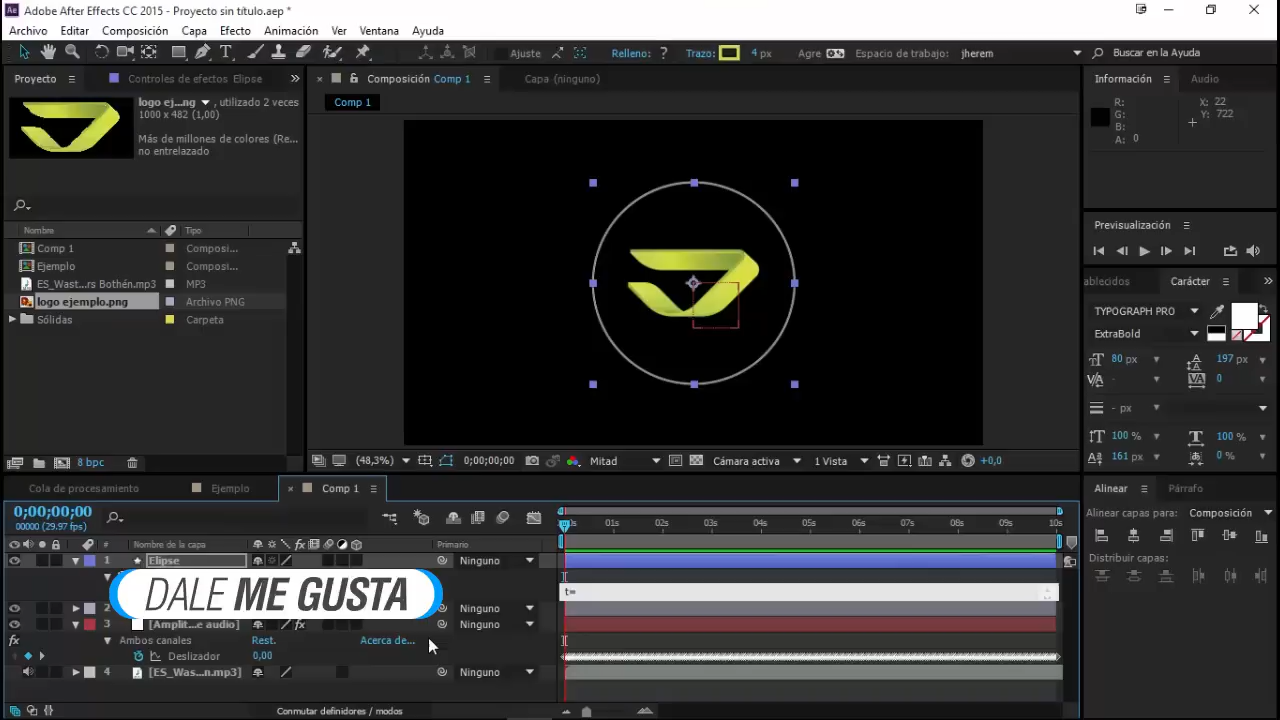 Adobe After Effects CC 2015 - Proyecto sin título.aep *
Archivo Editar Composición Capa Efecto Animación Ver Ventana Ayuda
Ajuste Relleno: ? Trazo: 4 px Agre Espacio de trabajo: jherem Buscar en la Ayuda
Proyecto Controles de efectos Elipse
Composición Comp 1 Capa (ninguno)
Información Audio
Comp 1
logo ej...ng , utilizado 2 veces
1000 x 482 (1,00)
Más de millones de colores (Re...
no entrelazado
R:
G:
B:
A: 0
X: 22
Y: 722
Nombre Tipo
Comp 1 Composi...
Ejemplo Composi...
ES_Wast...rs Bothén.mp3 MP3
logo ejemplo.png Archivo PNG
Sólidas Carpeta
Previsualización
ablecidos Carácter
TYPOGRAPH PRO
ExtraBold
80 px 197 px
- 0
- px
100 % 100 %
161 px 0 %
8 bpc
(48,3%) 0;00;00;00 Mitad Cámara activa 1 Vista +0,0
Cola de procesamiento Ejemplo Comp 1
Alinear Párrafo
0;00;00;00
00000 (29.97 fps)
01s 02s 03s 04s 05s 06s 07s 08s 09s 10s
Alinear capas para: Composición
Distribuir capas:
# Nombre de la capa Primario
1 Elipse Ninguno
DALE ME GUSTA
t=
2 Ninguno
3 [Amplit...e audio] Ninguno
Ambos canales Rest. Acerca de...
Deslizador 0,00
4 [ES_Was...n.mp3] Ninguno
Conmutar definidores / modos